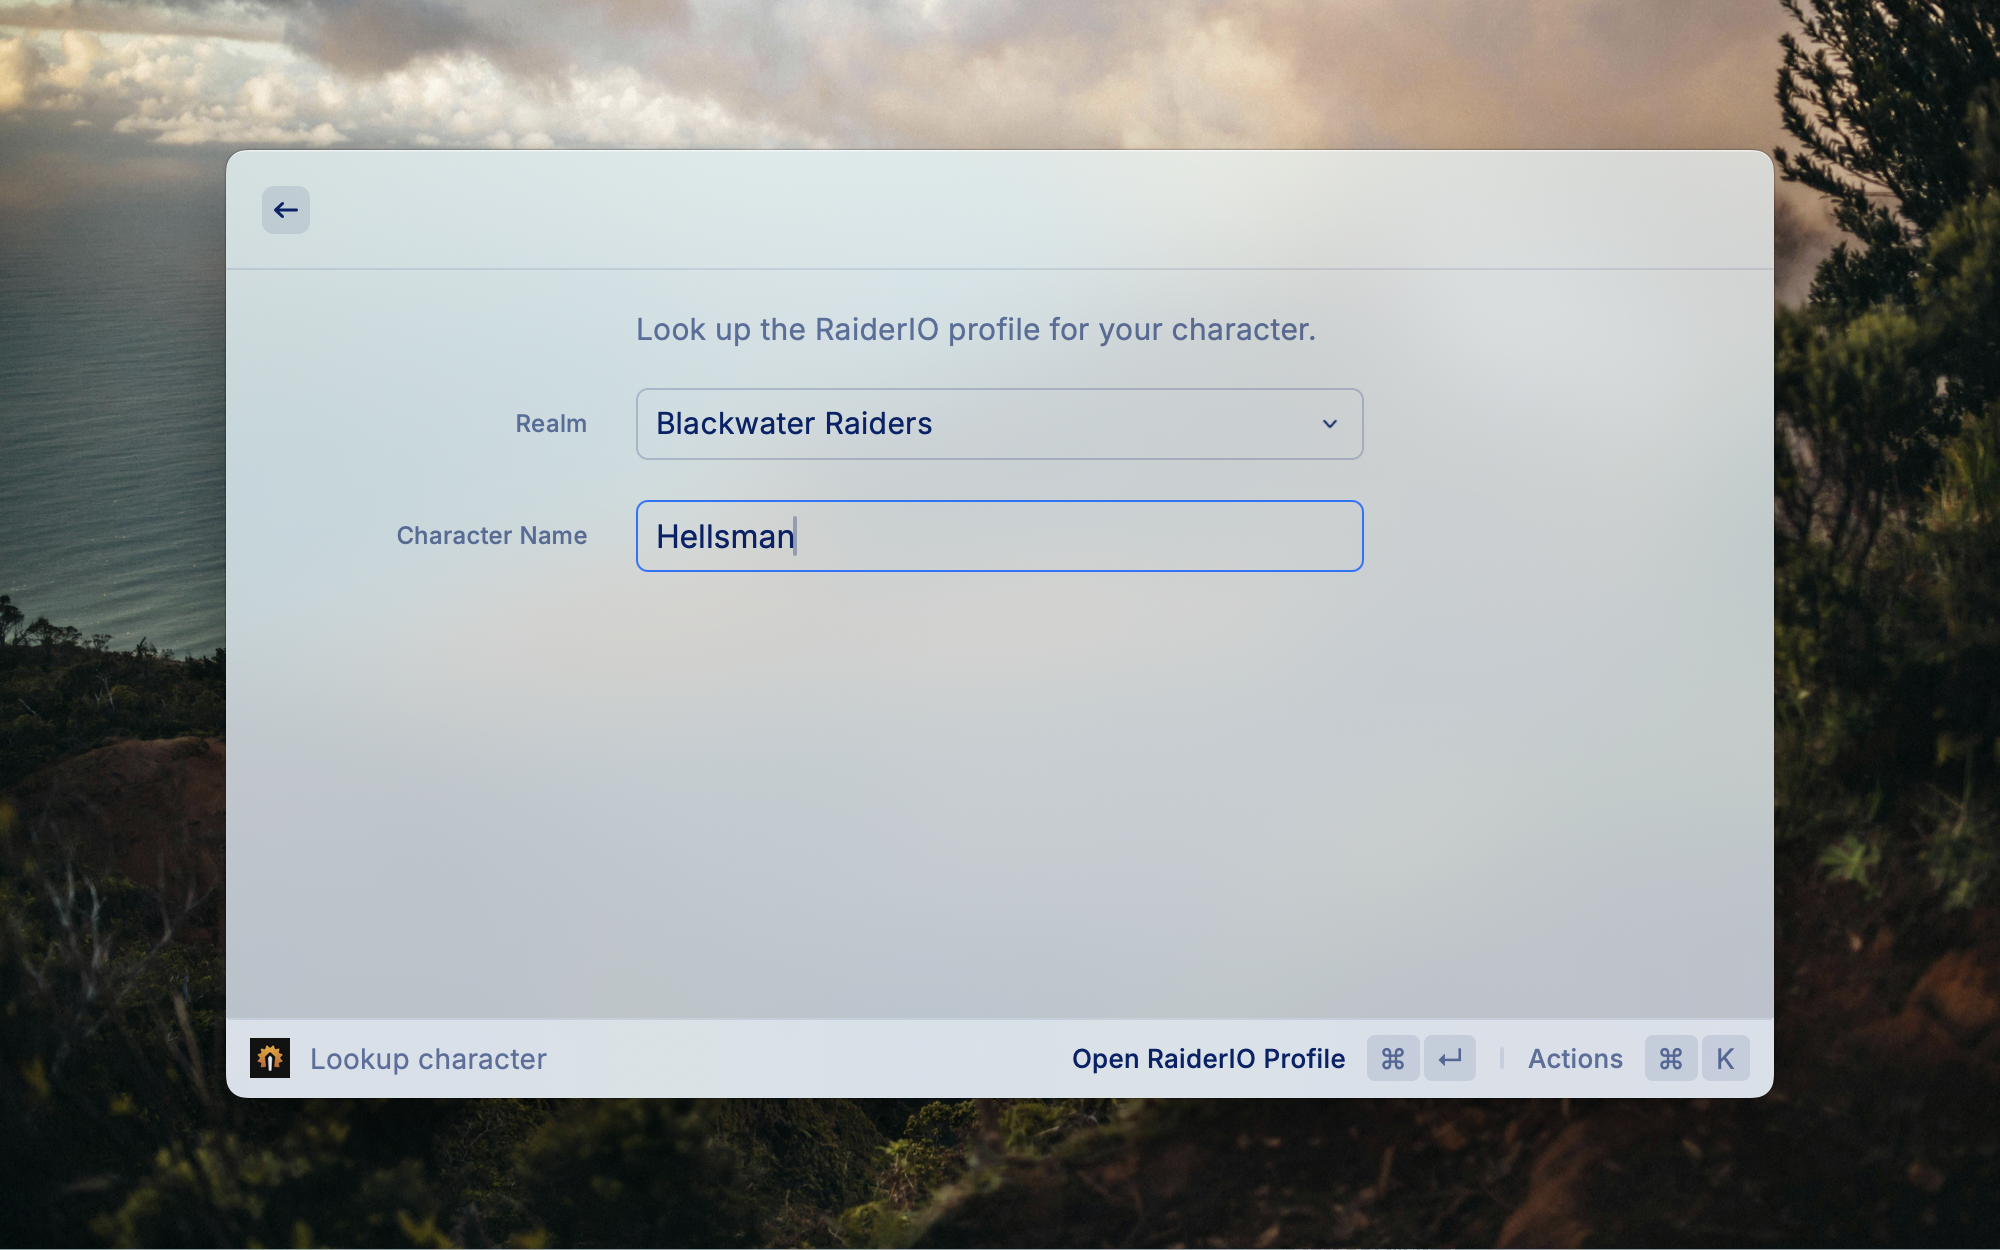 Look up the RaiderIO profile for your character.
Realm
Blackwater Raiders
Character Name
Hellsman
Lookup character
Open RaiderIO Profile ⌘ ↵
Actions ⌘ K